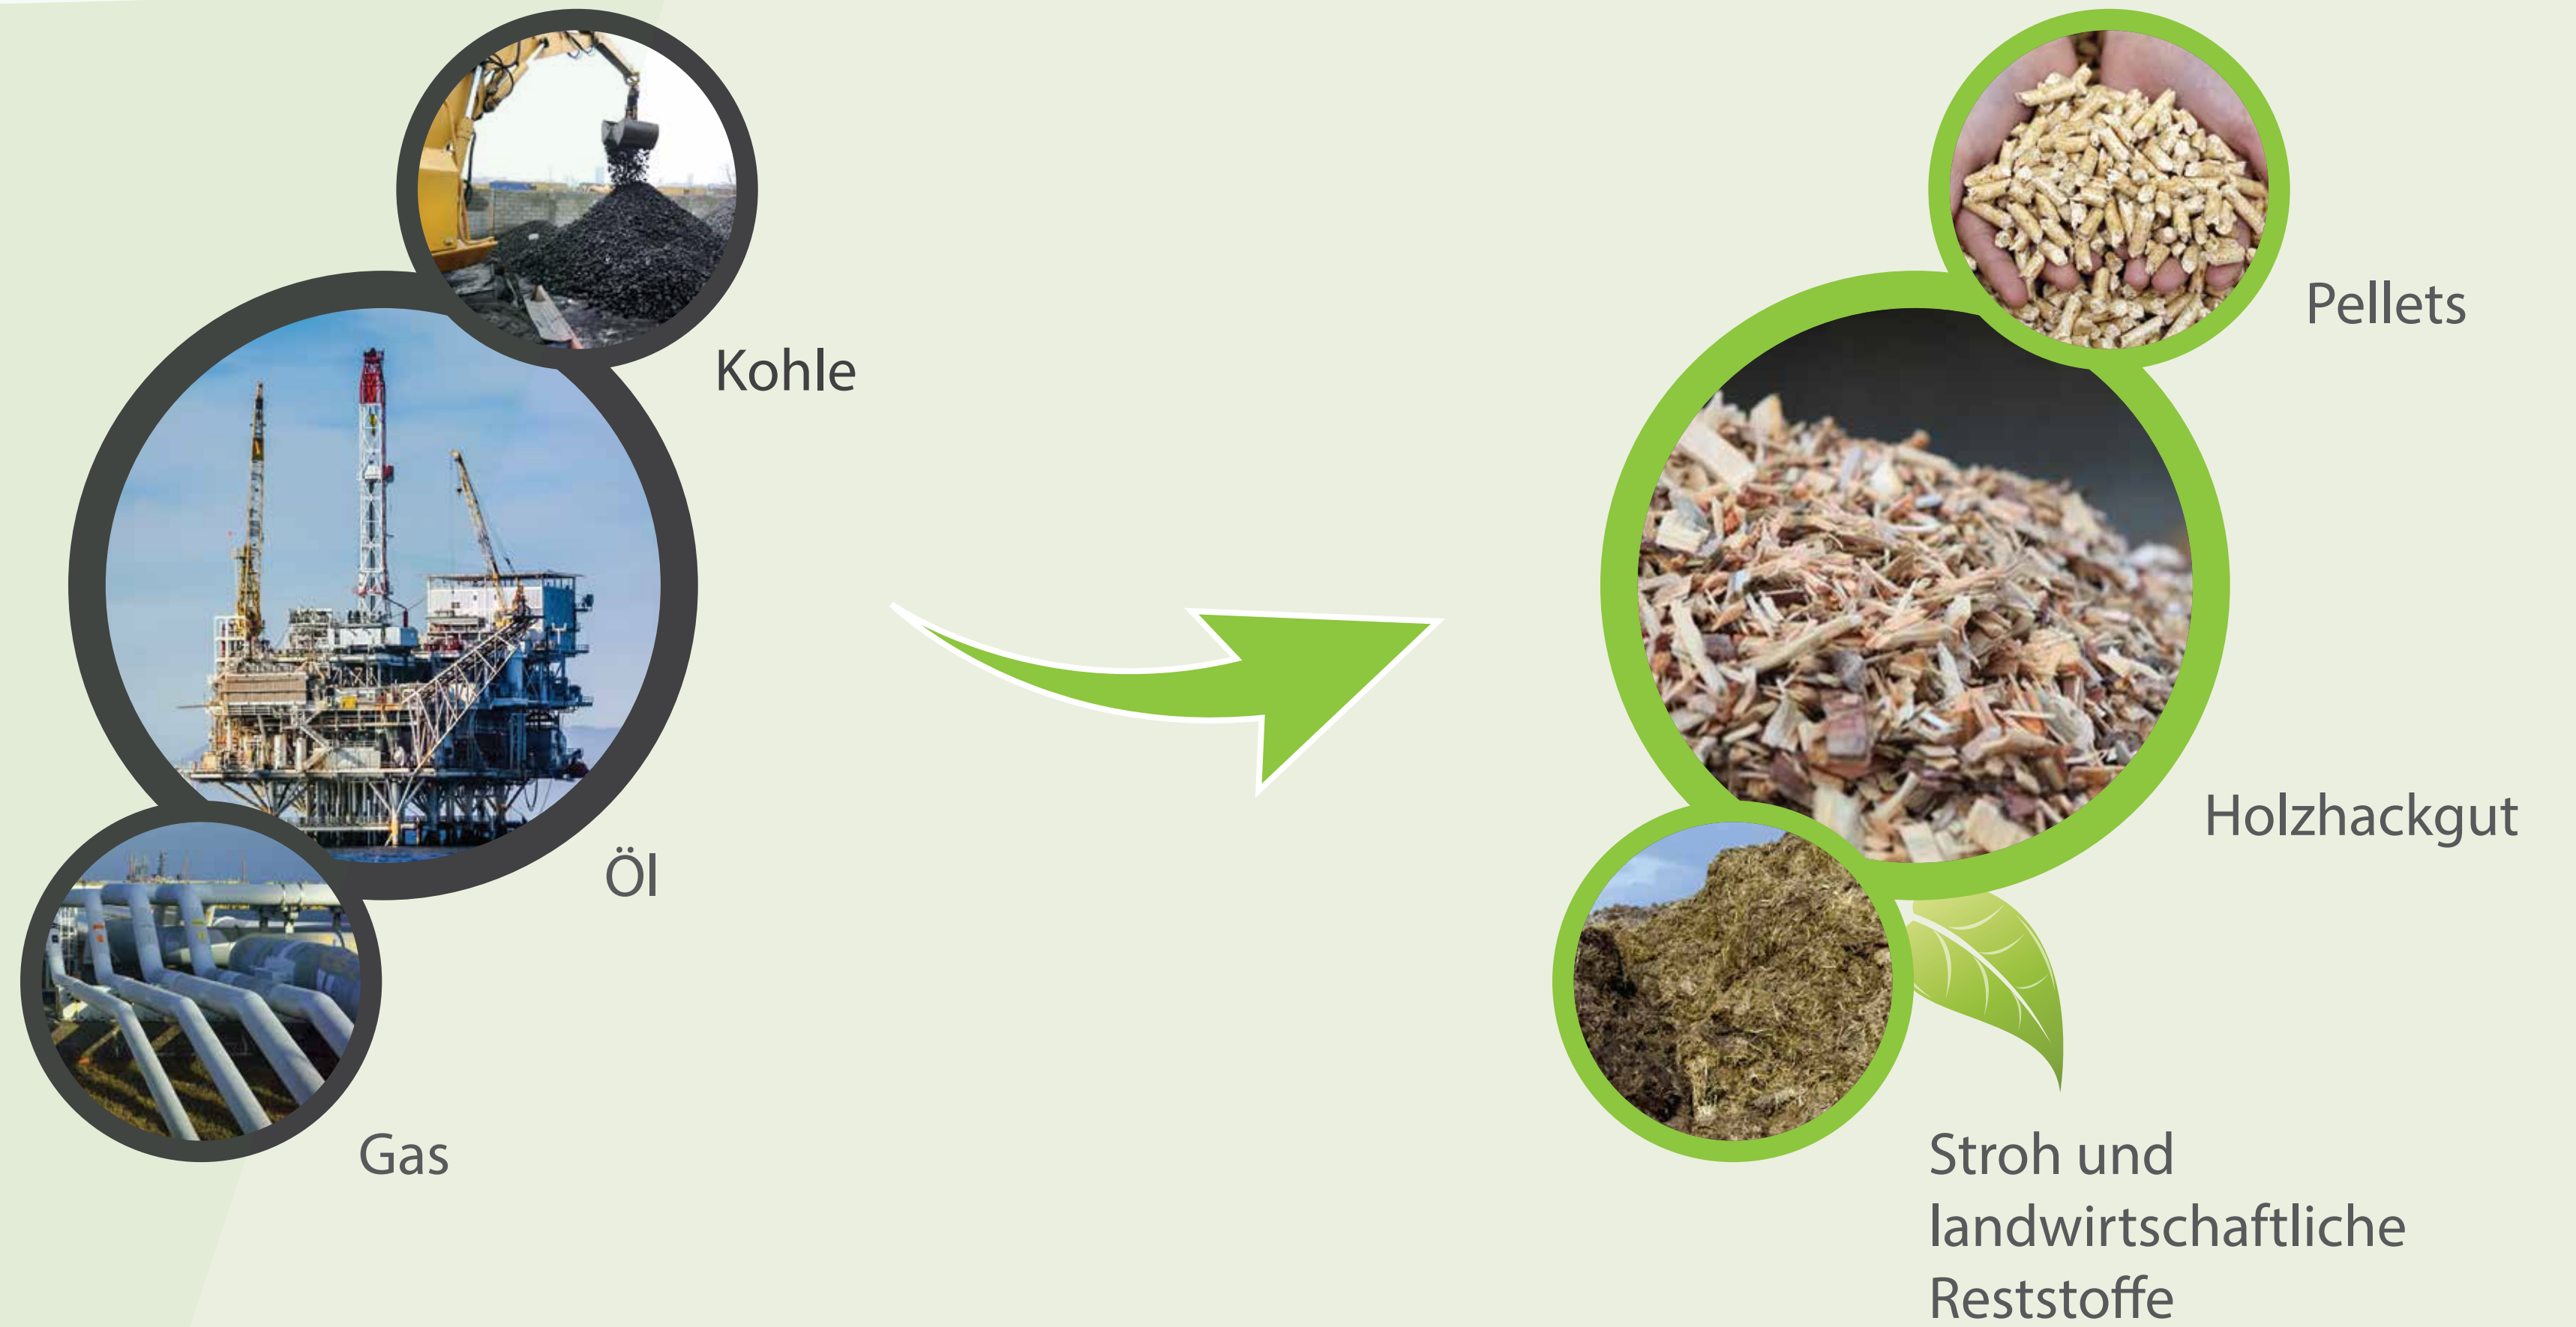 Kohle
Öl
Gas
Pellets
Holzhackgut
Stroh und
landwirtschaftliche
Reststoffe